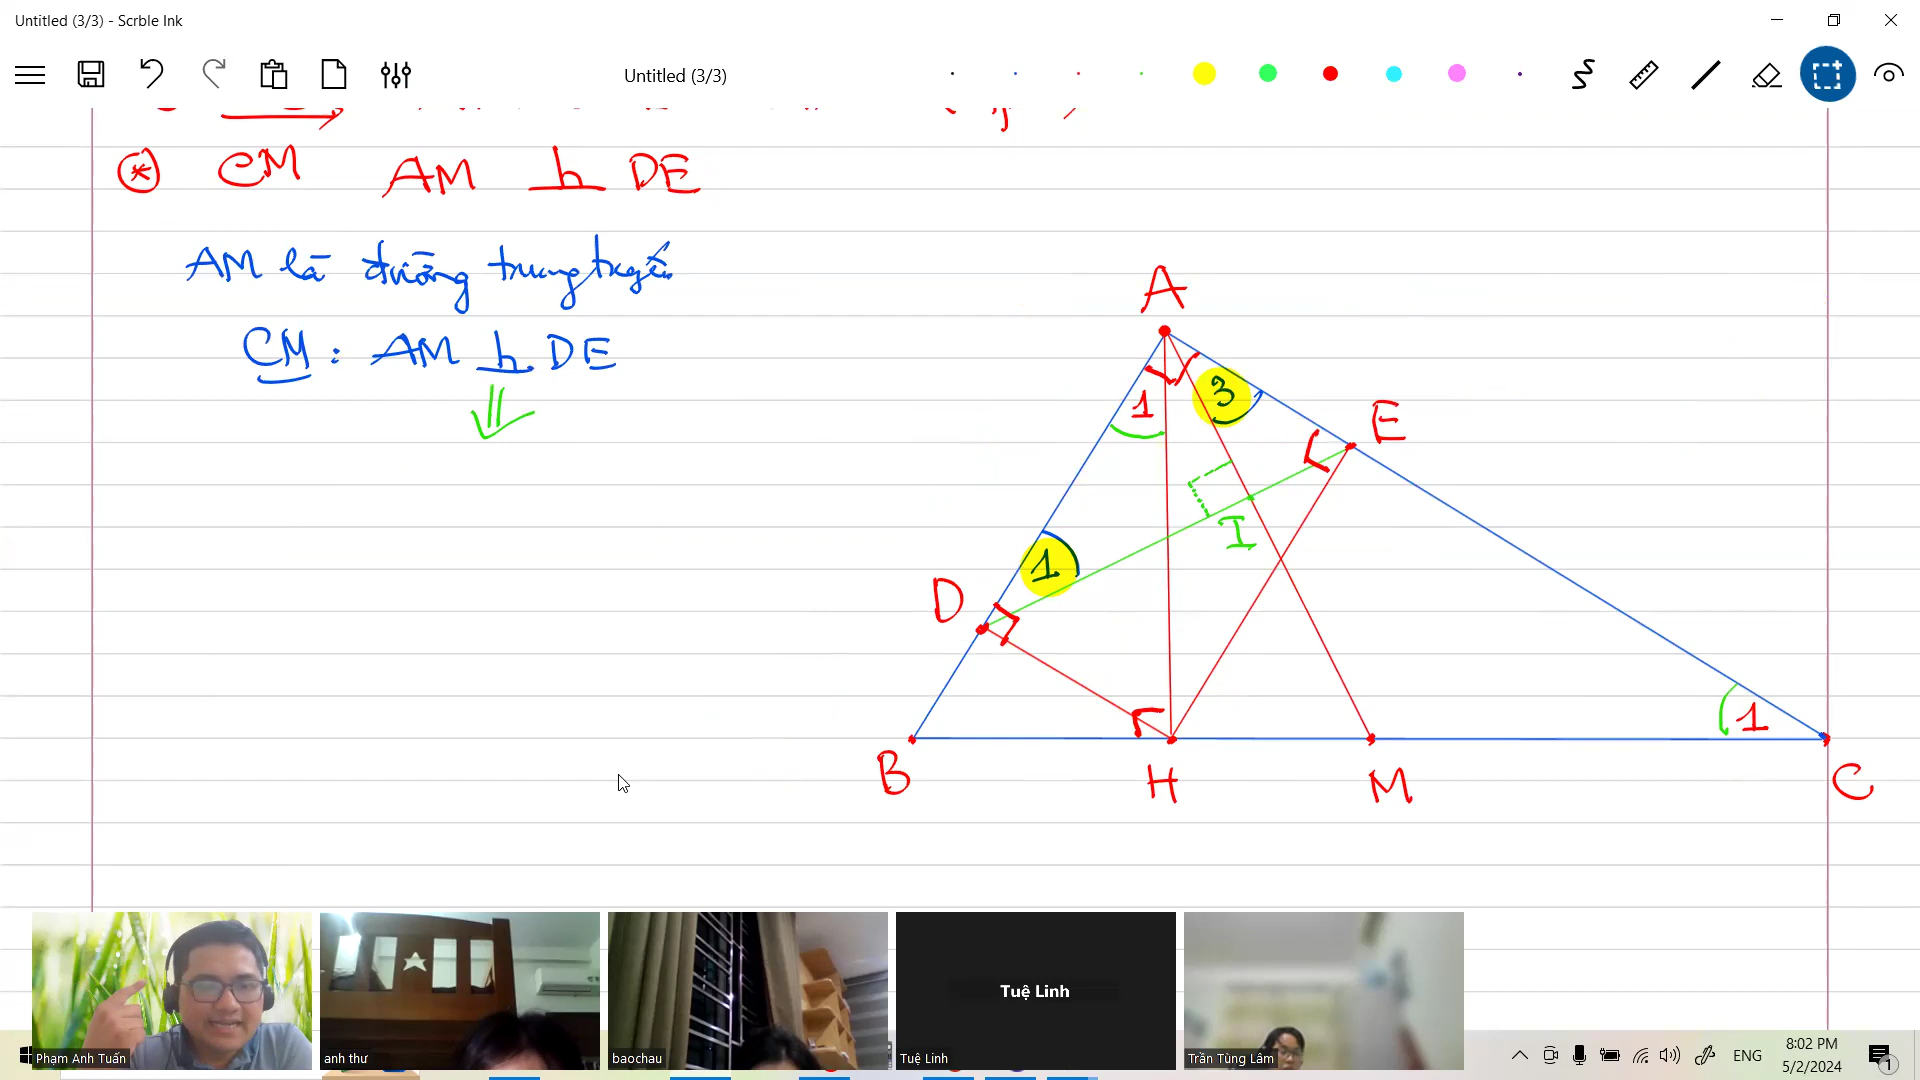 Untitled (3/3) - Scrble Ink
Untitled (3/3)
* CM AM ⊥ DE
AM là đường trung tuyến
CM : AM ⊥ DE
A
1
3
E
I
1
D
1
B
H
M
C
Phạm Anh Tuấn
anh thư
baochau
Tuệ Linh
Tuệ Linh
Trần Tùng Lâm
ENG
8:02 PM
5/2/2024
1